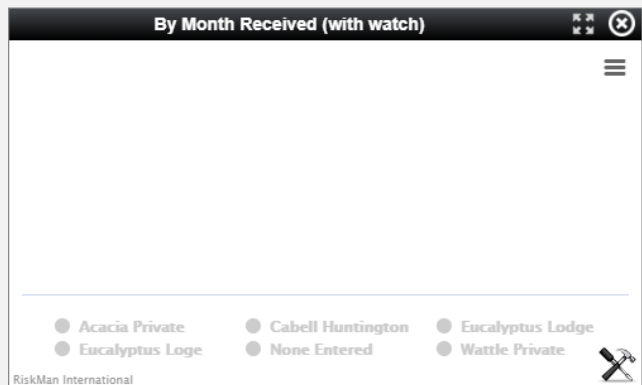 By Month Received (with watch)
Acacia Private Cabell Huntington Eucalyptus Lodge
Eucalyptus Loge None Entered Wattle Private
RiskMan International